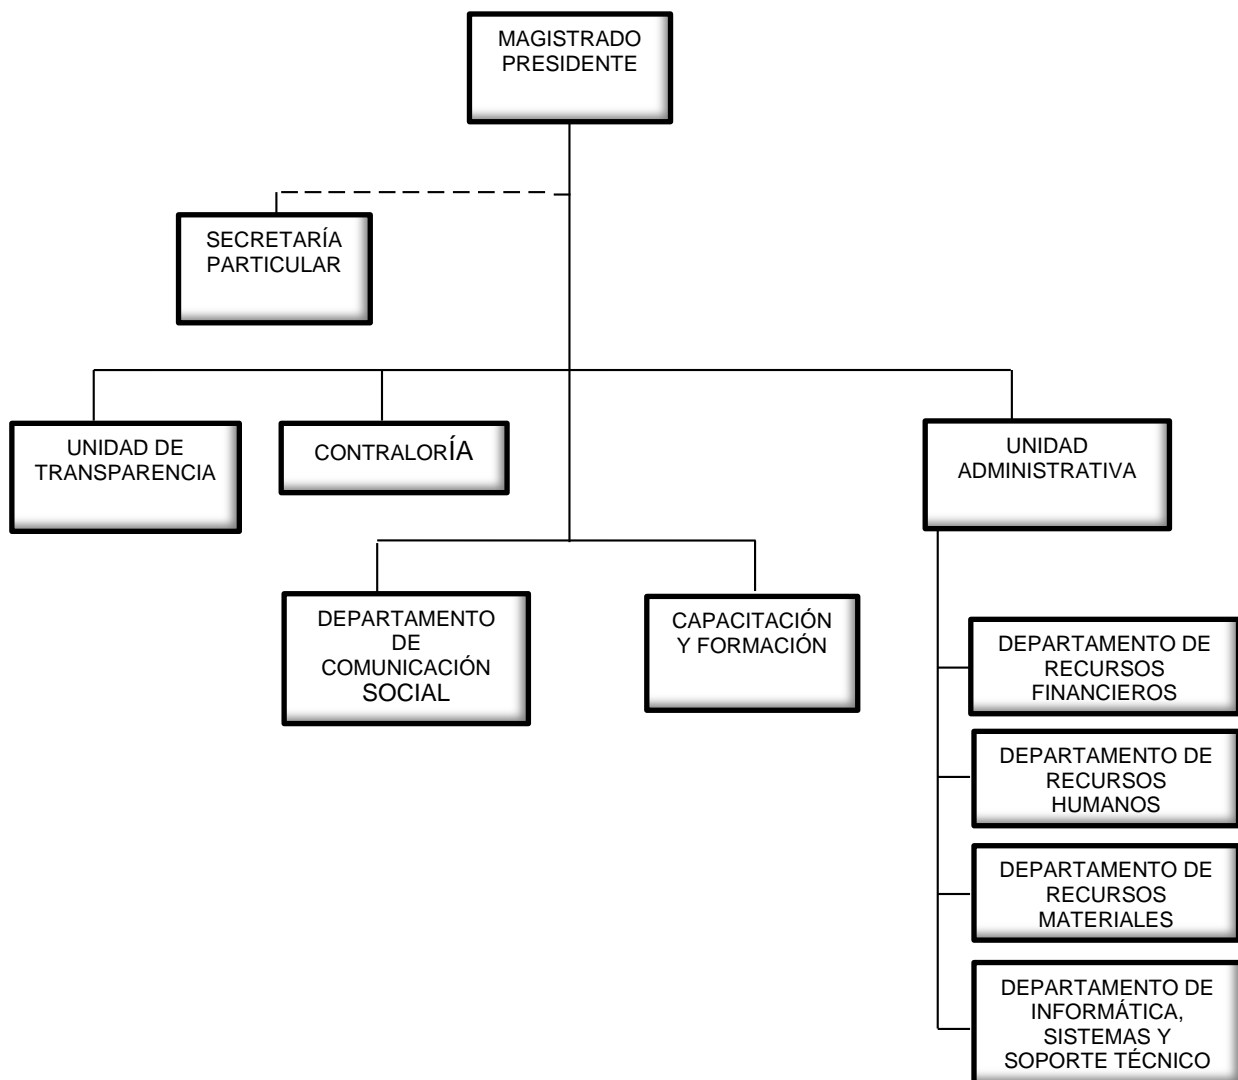 MAGISTRADO
PRESIDENTE
SECRETARÍA
PARTICULAR
UNIDAD DE
TRANSPARENCIA
CONTRALORÍA
UNIDAD
ADMINISTRATIVA
DEPARTAMENTO
DE
COMUNICACIÓN
SOCIAL
CAPACITACIÓN
Y FORMACIÓN
DEPARTAMENTO DE
RECURSOS
FINANCIEROS
DEPARTAMENTO DE
RECURSOS
HUMANOS
DEPARTAMENTO DE
RECURSOS
MATERIALES
DEPARTAMENTO DE
INFORMÁTICA,
SISTEMAS Y
SOPORTE TÉCNICO